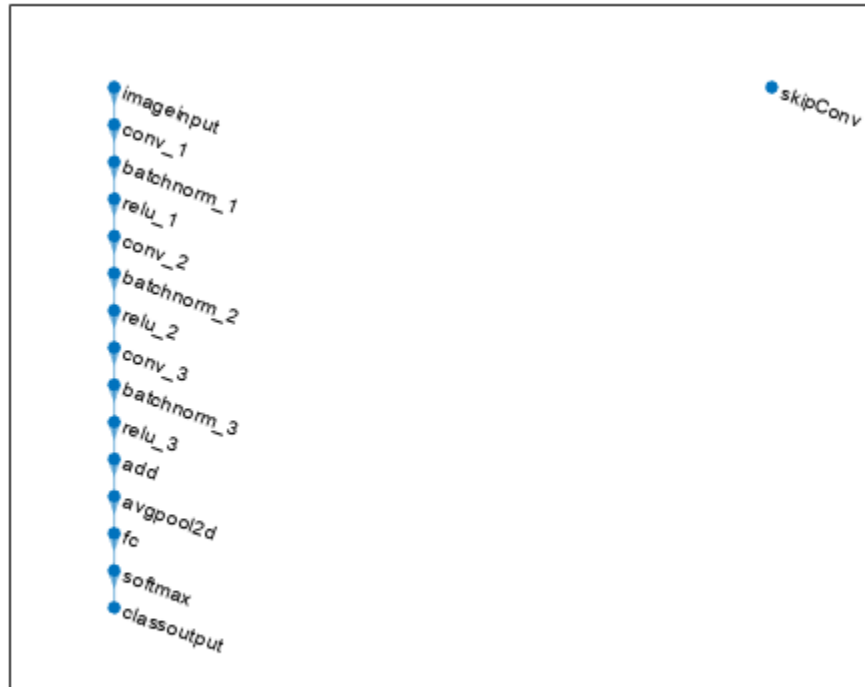 imageinput
skipConv
conv_1
batchnorm_1
relu_1
conv_2
batchnorm_2
relu_2
conv_3
batchnorm_3
relu_3
add
avgpool2d
fc
softmax
classoutput